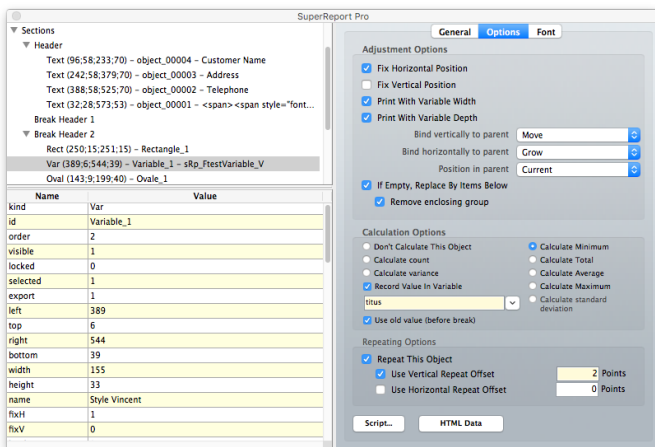 SuperReport Pro
Sections
Header
Text (96;58;233;70) – object_00004 – Customer Name
Text (242;58;379;70) – object_00003 – Address
Text (388;58;525;70) – object_00002 – Telephone
Text (32;28;573;53) – object_00001 – <span><span style="font...
Break Header 1
Break Header 2
Rect (250;15;251;15) – Rectangle_1
Var (389;6;544;39) – Variable_1 – sRp_FtestVariable_V
Oval (143;9;199;40) – Ovale_1
Name Value
kind Var
id Variable_1
order 2
visible 1
locked 0
selected 1
export 1
left 389
top 6
right 544
bottom 39
width 155
height 33
name Style Vincent
fixH 1
fixV 0
General Options Font
Adjustment Options
Fix Horizontal Position
Fix Vertical Position
Print With Variable Width
Print With Variable Depth
Bind vertically to parent Move
Bind horizontally to parent Grow
Position in parent Current
If Empty, Replace By Items Below
Remove enclosing group
Calculation Options
Don't Calculate This Object Calculate Minimum
Calculate count Calculate Total
Calculate variance Calculate Average
Record Value In Variable Calculate Maximum
titus Calculate standard
deviation
Use old value (before break)
Repeating Options
Repeat This Object
Use Vertical Repeat Offset 2 Points
Use Horizontal Repeat Offset 0 Points
Script... HTML Data